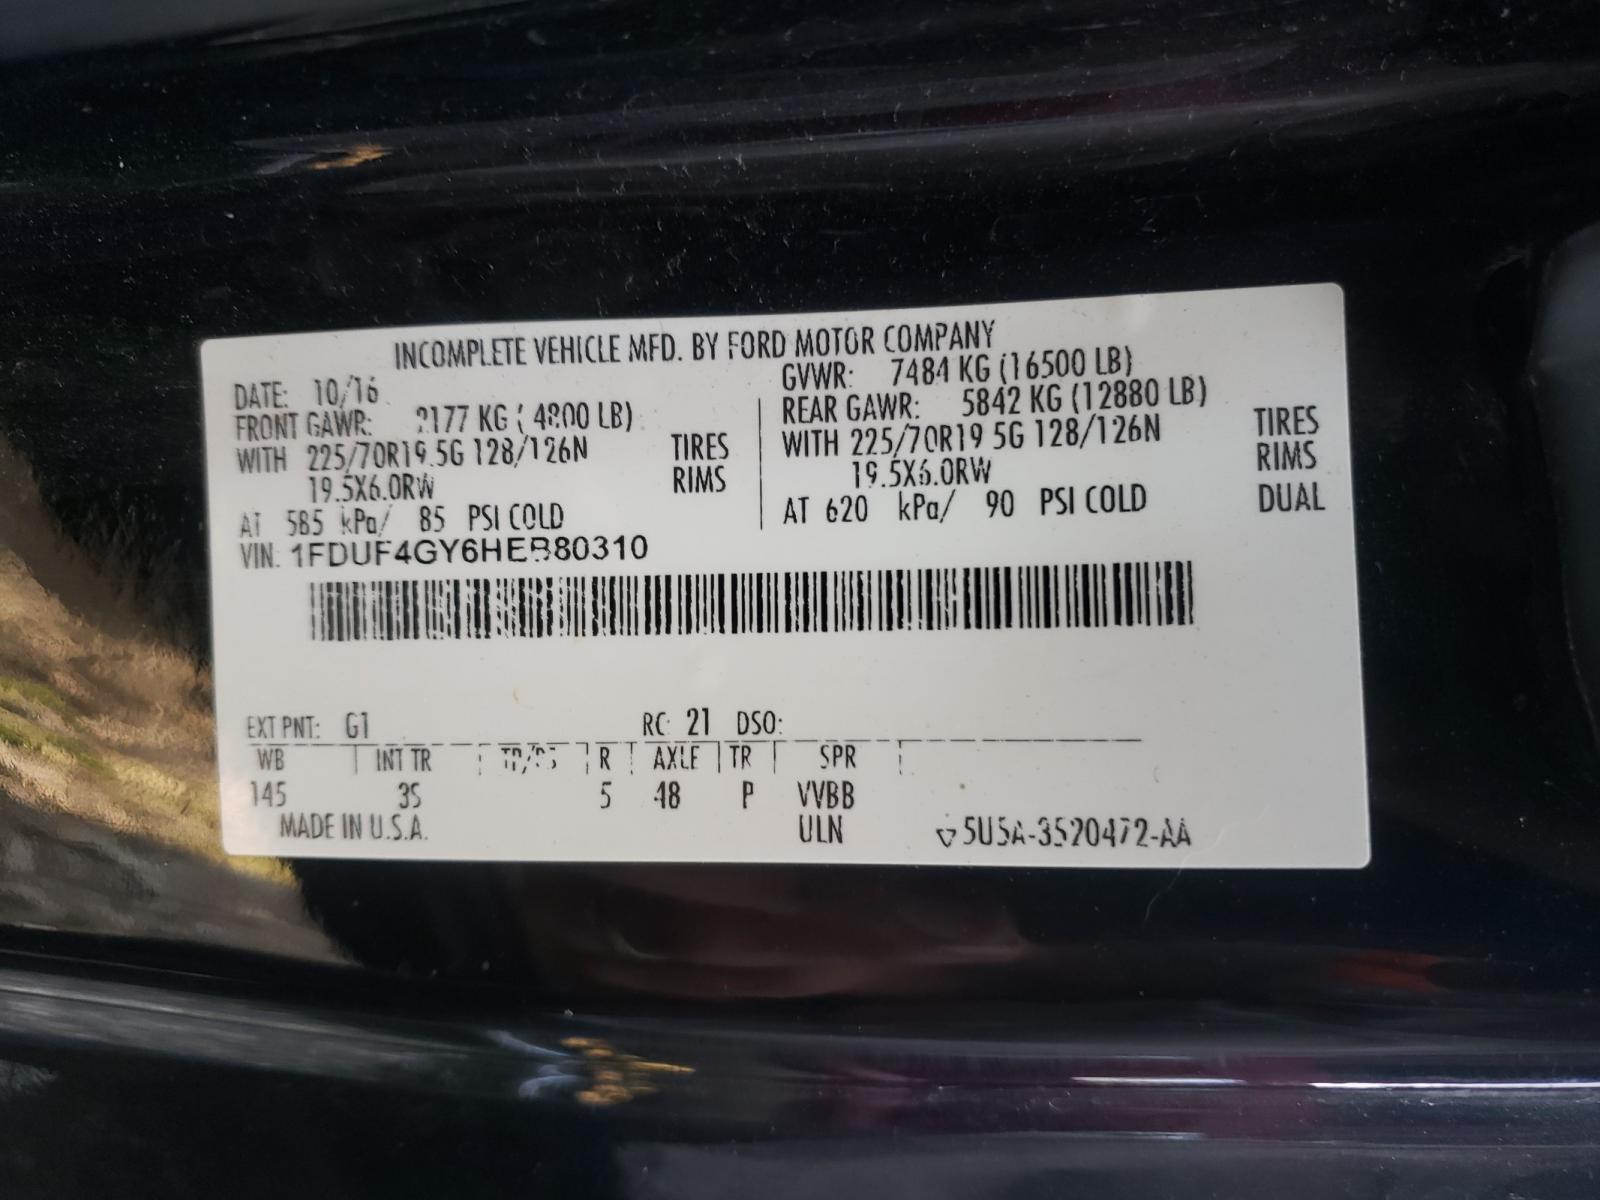 INCOMPLETE VEHICLE MFD. BY FORD MOTOR COMPANY
DATE: 10/16 GVWR: 7484 KG (16500 LB)
FRONT GAWR: 2177 KG ( 4800 LB) REAR GAWR: 5842 KG (12880 LB)
WITH 225/70R19.5G 128/126N TIRES WITH 225/70R19.5G 128/126N TIRES
19.5X6.0RW RIMS 19.5X6.0RW RIMS
AT 585 kPa/ 85 PSI COLD AT 620 kPa/ 90 PSI COLD DUAL
VIN: 1FDUF4GY6HEB80310
EXT PNT: G1 RC: 21 DSO:
WB INT TR R AXLE TR SPR
145 3S 5 48 P VVBB
MADE IN U.S.A. ULN 5U5A-3520472-AA